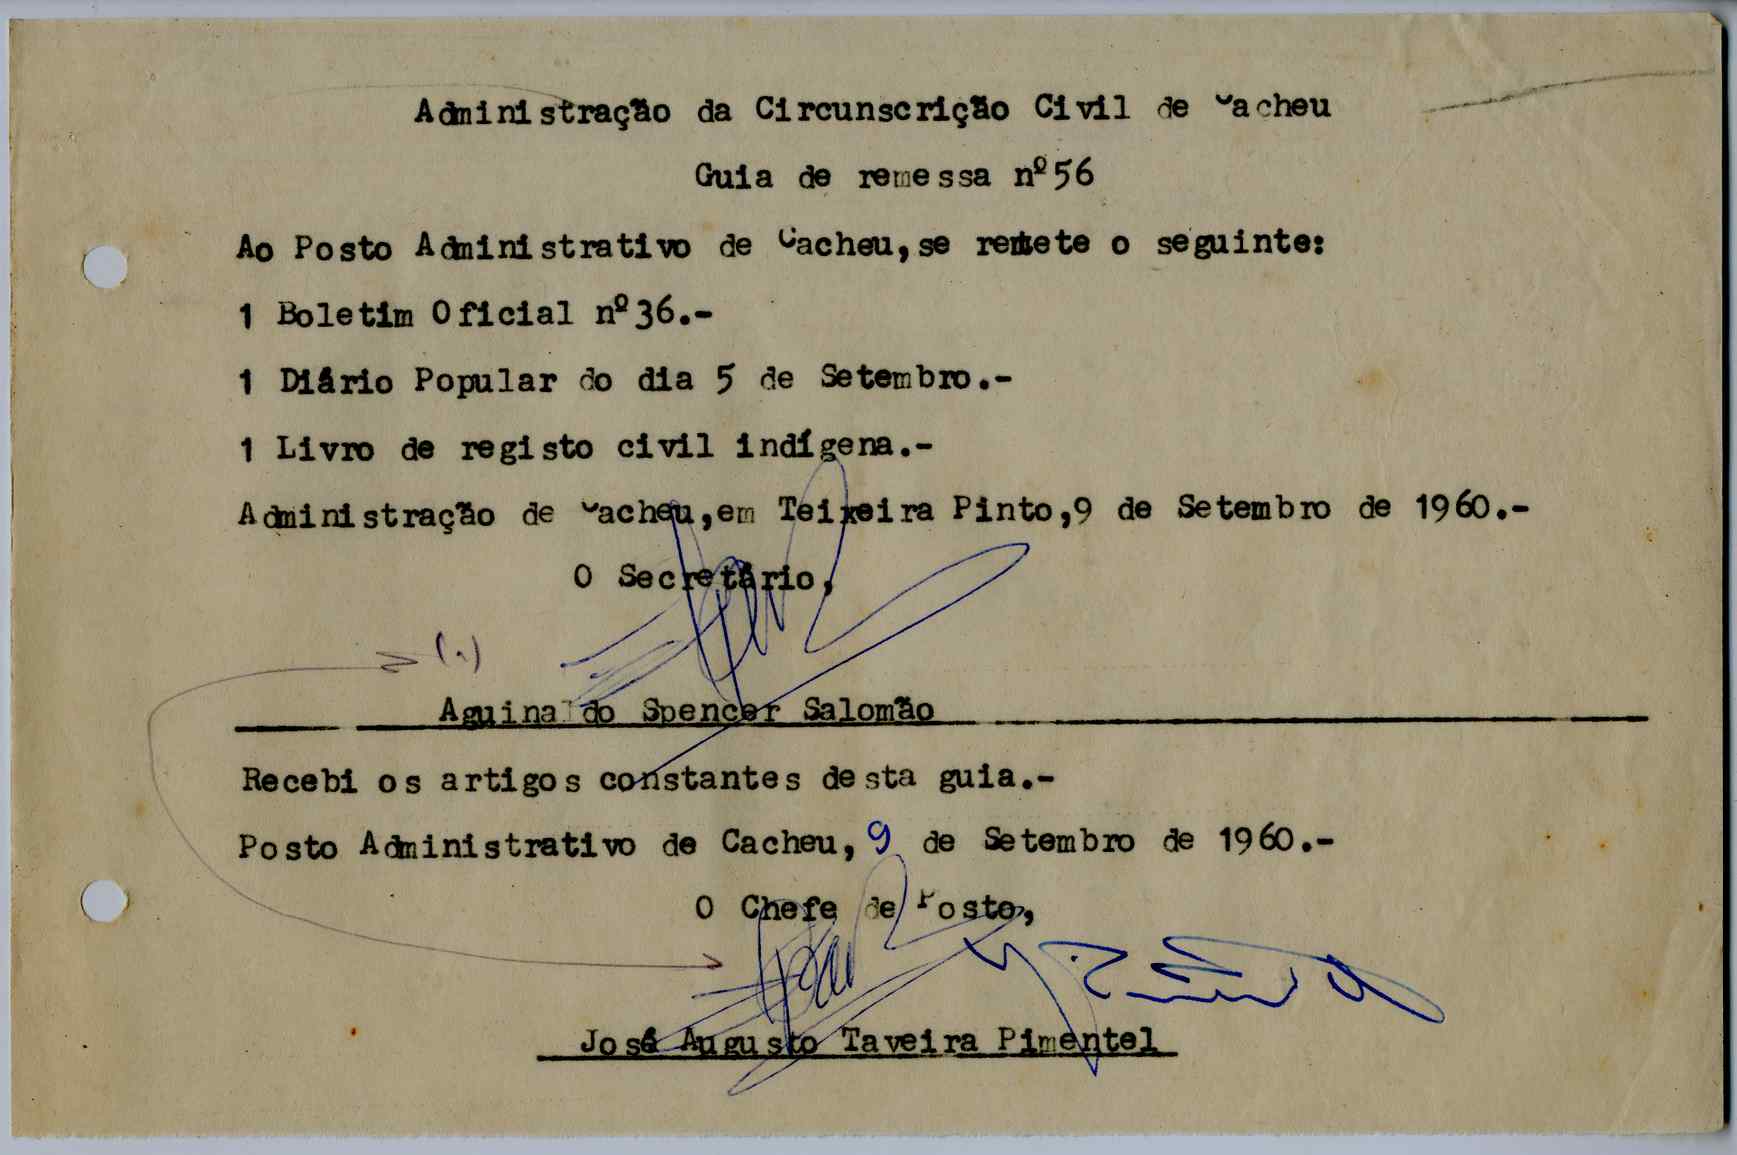 Administração da Circunscrição Civil de Cacheu
Guia de remessa nº56
Ao Posto Administrativo de Cacheu,se remete o seguinte:
1 Boletim Oficial nº36.-
1 Diário Popular do dia 5 de Setembro.-
1 Livro de registo civil indígena.-
Administração de Cacheu,em Teixeira Pinto,9 de Setembro de 1960.-
O Secretário,
(a)
Aguinaldo Spencer Salomão
Recebi os artigos constantes desta guia.-
Posto Administrativo de Cacheu, 9 de Setembro de 1960.-
O Chefe de Posto,
José Augusto Taveira Pimentel